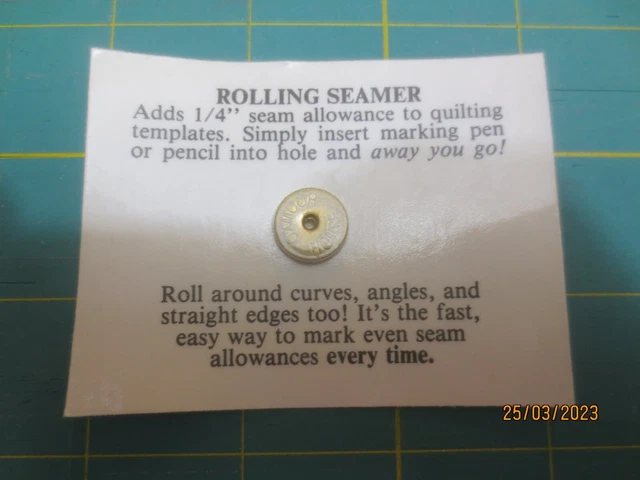 ROLLING SEAMER
Adds 1/4’’ seam allowance to quilting
templates. Simply insert marking pen
or pencil into hole and away you go!
Roll around curves, angles, and
straight edges too! It's the fast,
easy way to mark even seam
allowances every time.
25/03/2023